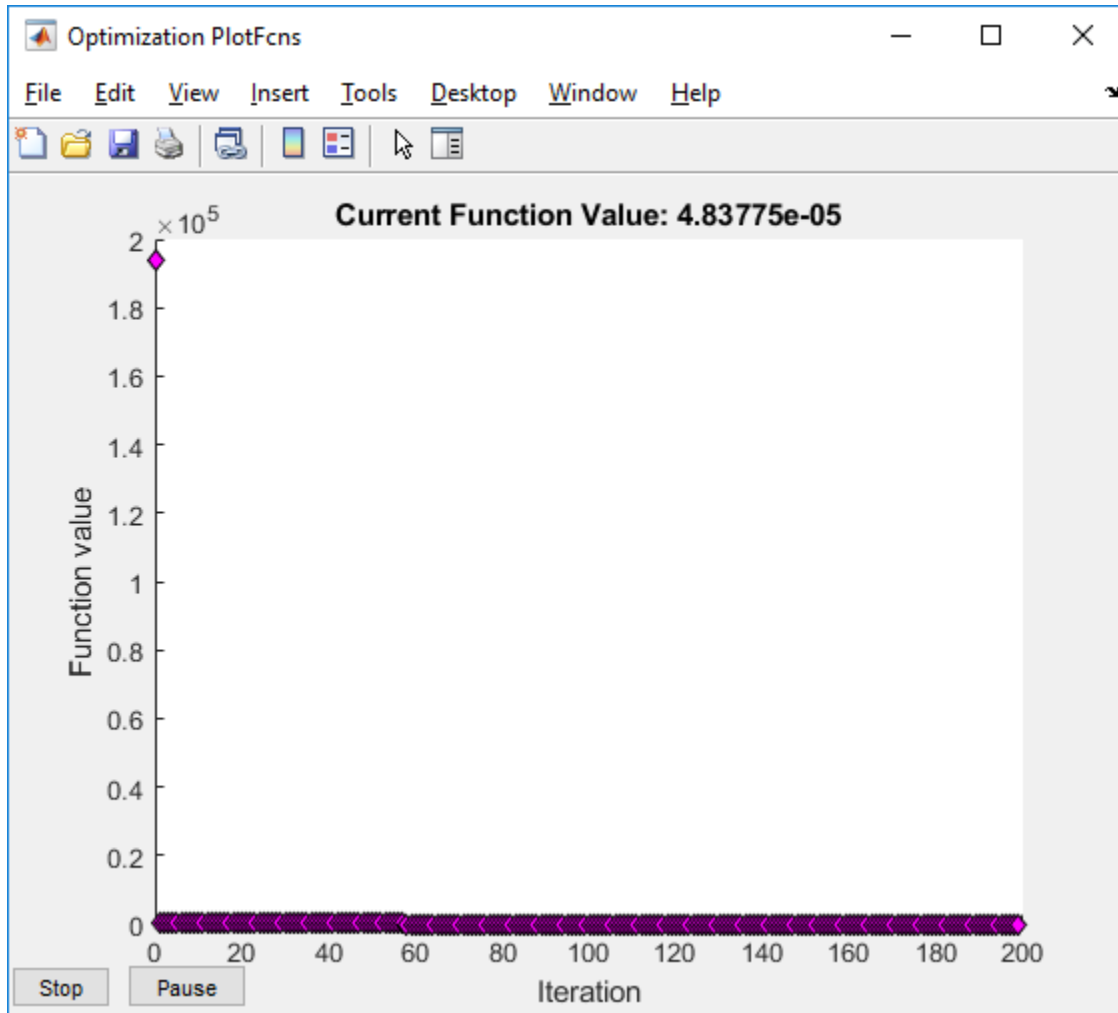 Optimization PlotFcns
File Edit View Insert Tools Desktop Window Help
×10^5
Current Function Value: 4.83775e-05
2
1.8
1.6
1.4
1.2
1
0.8
0.6
0.4
0.2
0
Function value
0 20 40 60 80 100 120 140 160 180 200
Iteration
Stop Pause